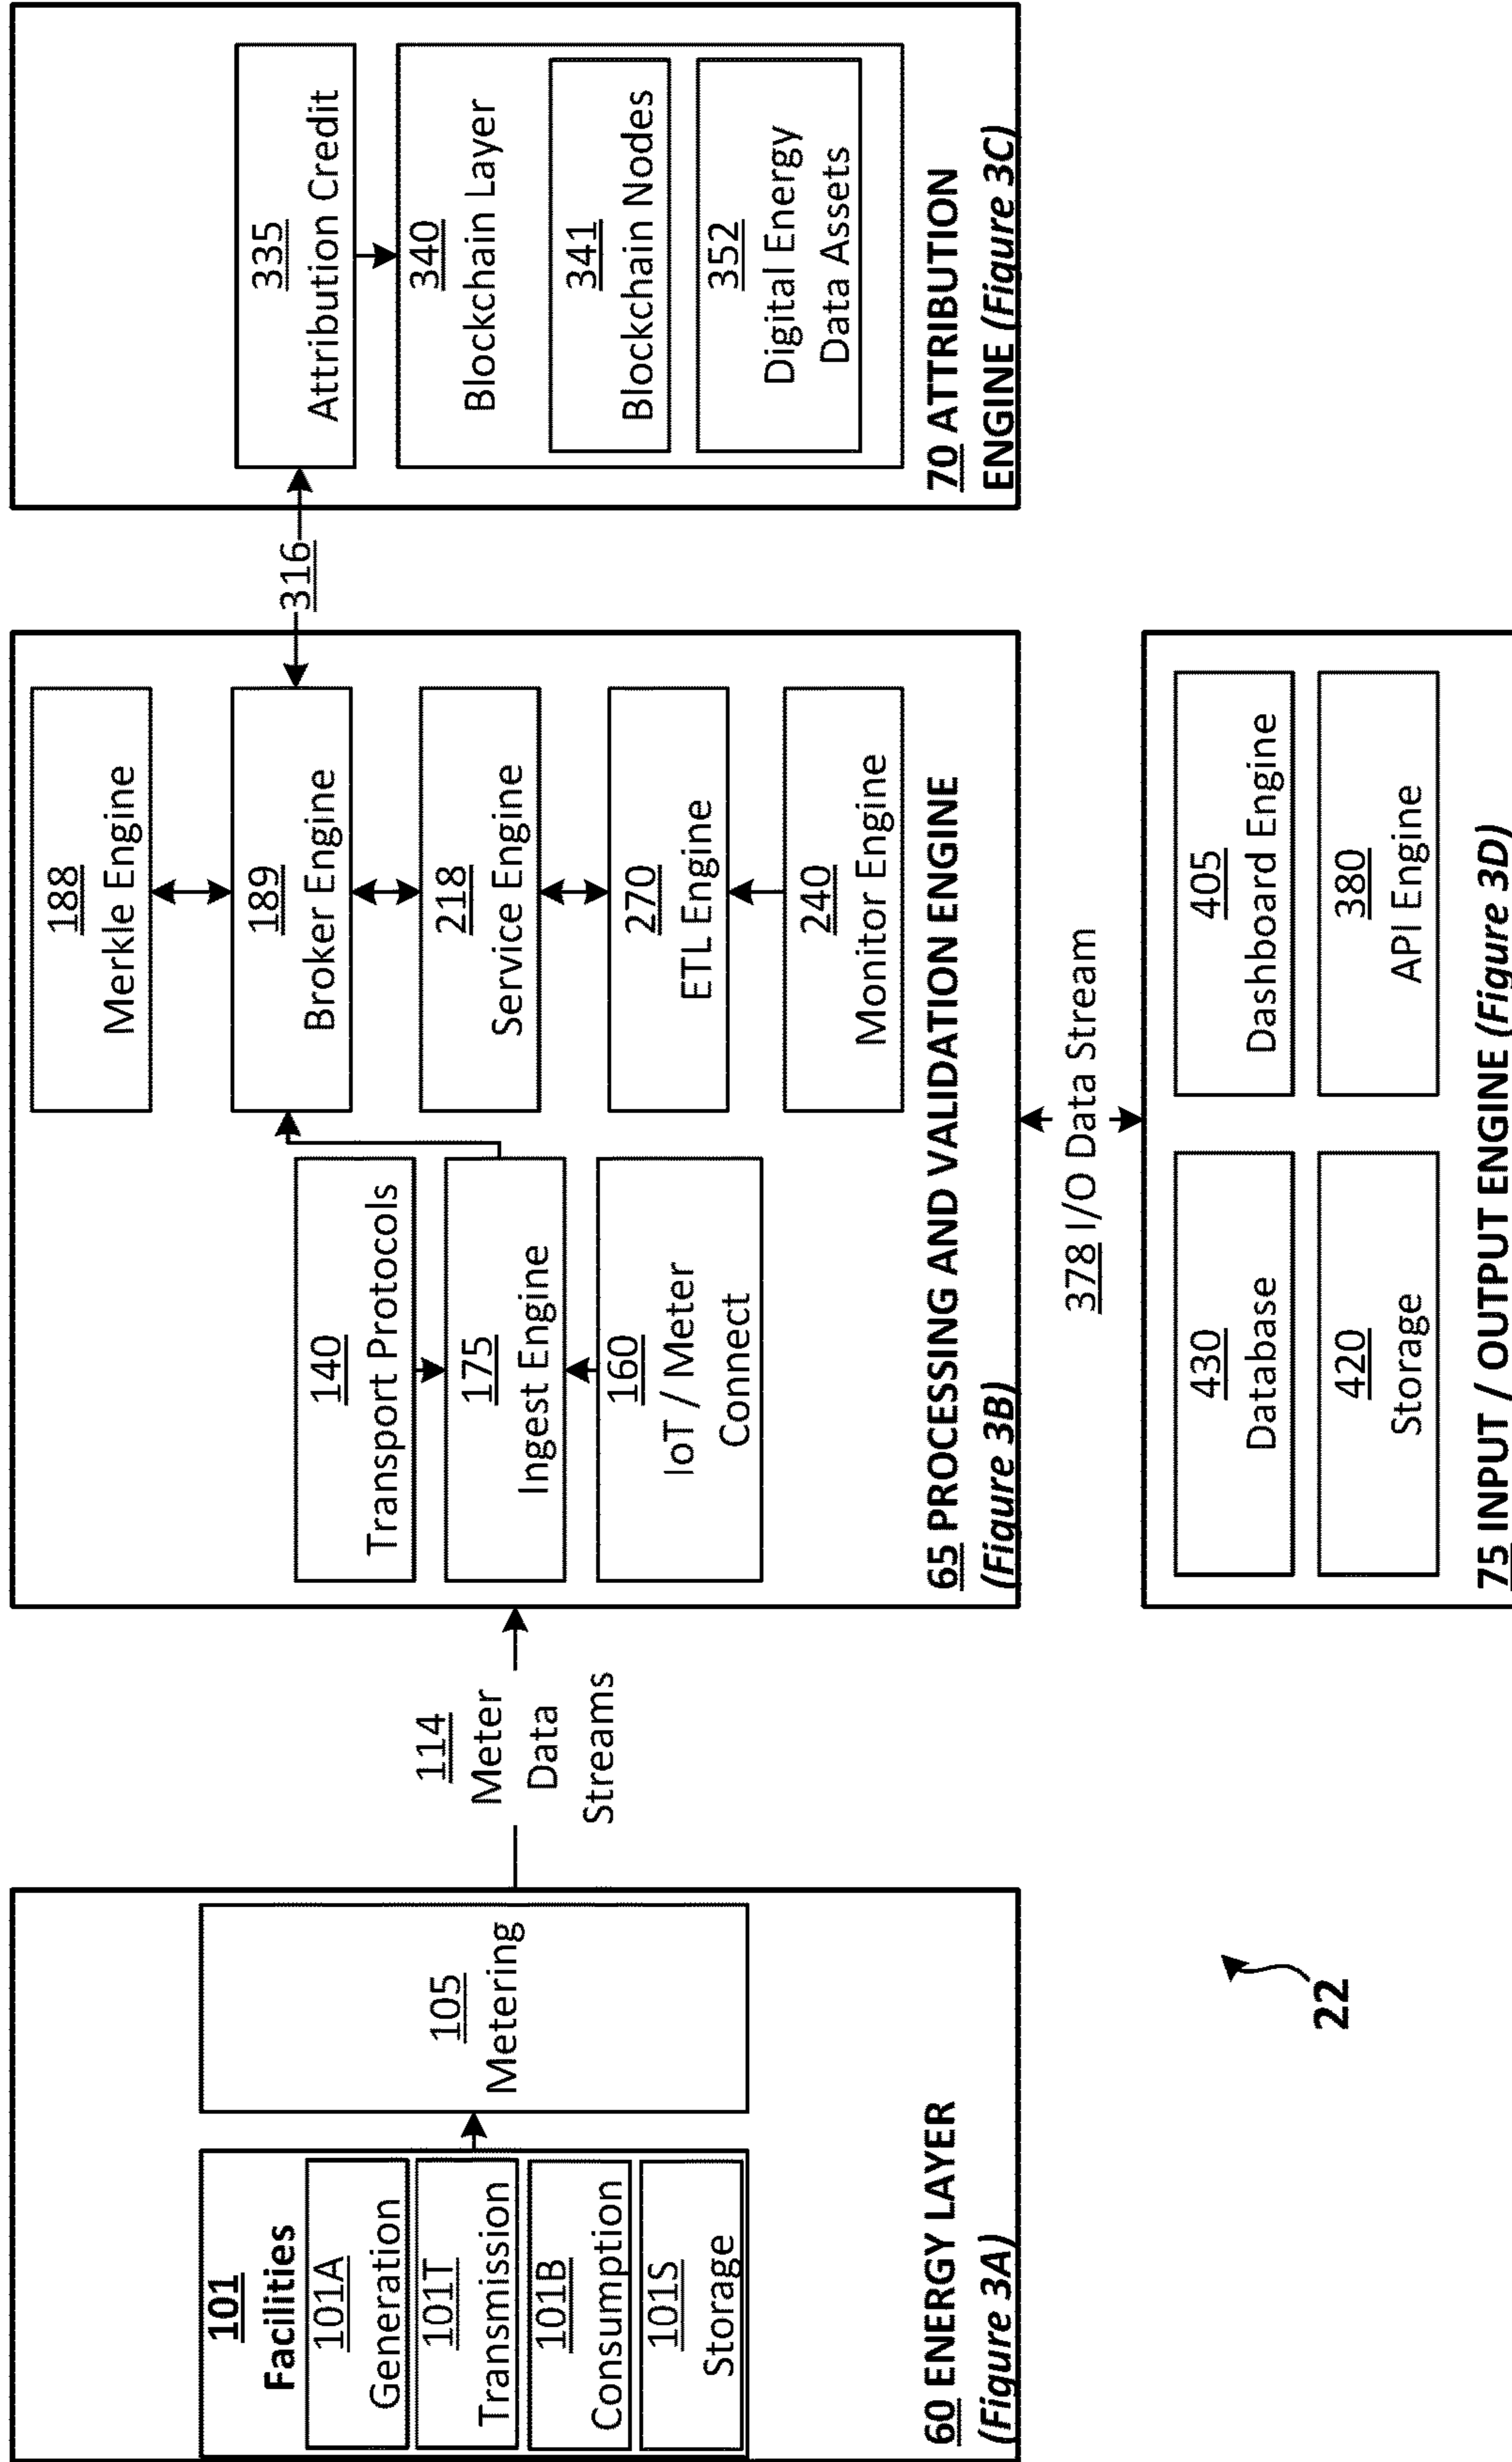 101
Facilities
101A
Generation
101T
Transmission
101B
Consumption
101S
Storage
105
Metering
60 ENERGY LAYER
(Figure 3A)
114
Meter
Data
Streams
140
Transport Protocols
175
Ingest Engine
160
IoT / Meter
Connect
188
Merkle Engine
189
Broker Engine
218
Service Engine
270
ETL Engine
240
Monitor Engine
65 PROCESSING AND VALIDATION ENGINE
(Figure 3B)
316
335
Attribution Credit
340
Blockchain Layer
341
Blockchain Nodes
352
Digital Energy
Data Assets
70 ATTRIBUTION
ENGINE (Figure 3C)
378 I/O Data Stream
430
Database
405
Dashboard Engine
420
Storage
380
API Engine
75 INPUT / OUTPUT ENGINE (Figure 3D)
22